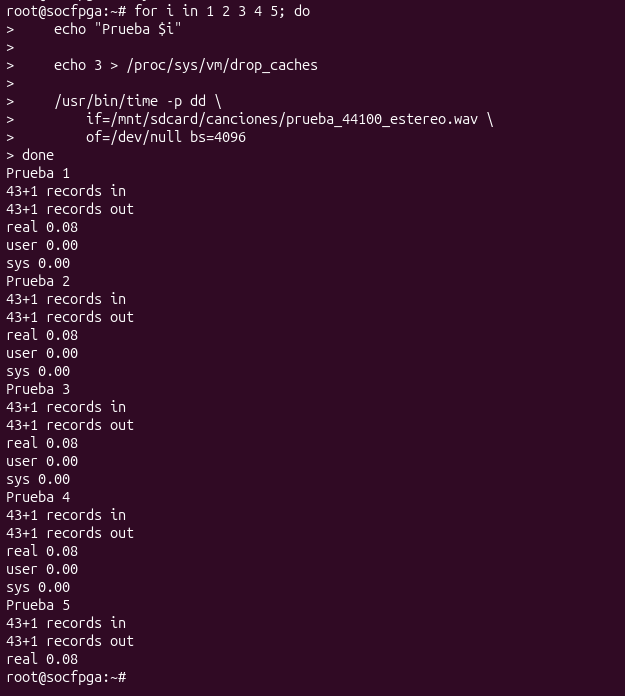 root@socfpga:~# for i in 1 2 3 4 5; do
>     echo "Prueba $i"
>
>     echo 3 > /proc/sys/vm/drop_caches
>
>     /usr/bin/time -p dd \
>         if=/mnt/sdcard/canciones/prueba_44100_estereo.wav \
>         of=/dev/null bs=4096
> done
Prueba 1
43+1 records in
43+1 records out
real 0.08
user 0.00
sys 0.00
Prueba 2
43+1 records in
43+1 records out
real 0.08
user 0.00
sys 0.00
Prueba 3
43+1 records in
43+1 records out
real 0.08
user 0.00
sys 0.00
Prueba 4
43+1 records in
43+1 records out
real 0.08
user 0.00
sys 0.00
Prueba 5
43+1 records in
43+1 records out
real 0.08
root@socfpga:~#